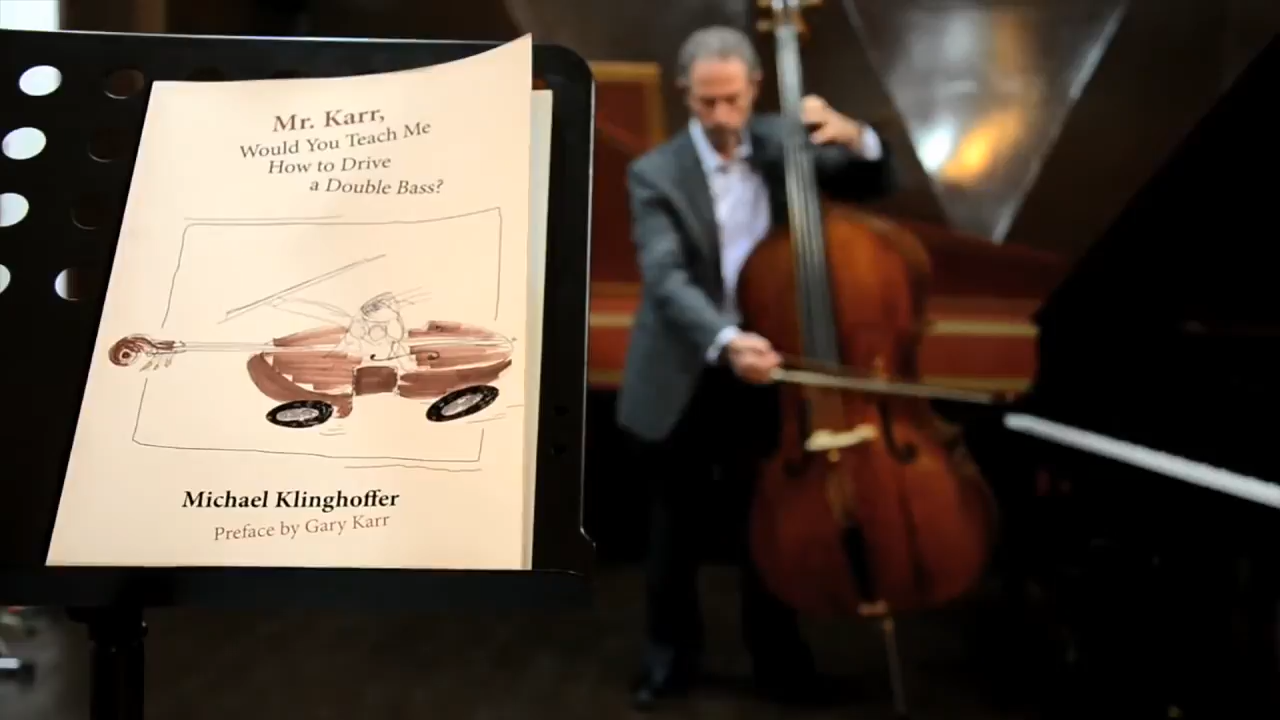 Mr. Karr,
Would You Teach Me
How to Drive
a Double Bass?
Michael Klinghoffer
Preface by Gary Karr